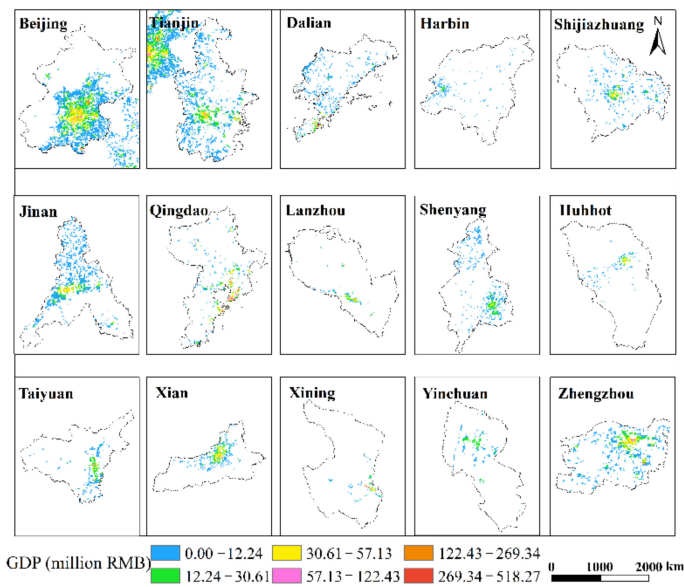 Beijing Tianjin Dalian Harbin Shijiazhuang
N
Jinan Qingdao Lanzhou Shenyang Huhhot
Taiyuan Xian Xining Yinchuan Zhengzhou
GDP (million RMB) 0.00 −12.24 30.61 −57.13 122.43 −269.34
12.24 −30.61 57.13 −122.43 269.34 −518.27
0 1000 2000 km